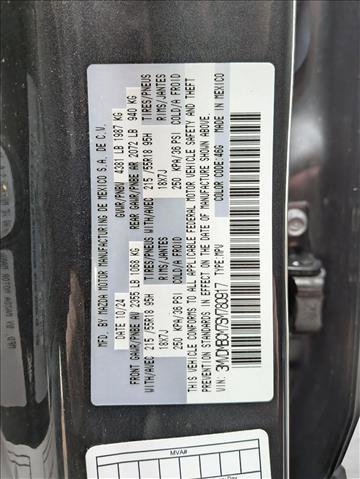 MFD. BY MAZDA MOTOR MANUFACTURING DE MEXICO S.A. DE C.V.
DATE: 10/24 GVWR/PNBV 4381 LB 1987 KG
FRONT GAWR/PNBE AV 2355 LB 1068 KG REAR GAWR/PNBE AR 2072 LB 940 KG
WITH/AVEC 215 /55R18 95H TIRES/PNEUS WITH/AVEC 215 /55R18 95H TIRES/PNEUS
18X7J RIMS/JANTES 18X7J RIMS/JANTES
250 KPA/36 PSI COLD/A FROID 250 KPA/36 PSI COLD/A FROID
THIS VEHICLE CONFORMS TO ALL APPLICABLE FEDERAL MOTOR VEHICLE SAFETY AND THEFT
PREVENTION STANDARDS IN EFFECT ON THE DATE OF MANUFACTURE SHOWN ABOVE.
COLOR CODE:46G MADE IN MEXICO
VIN: TYPE:MPV
MVA#